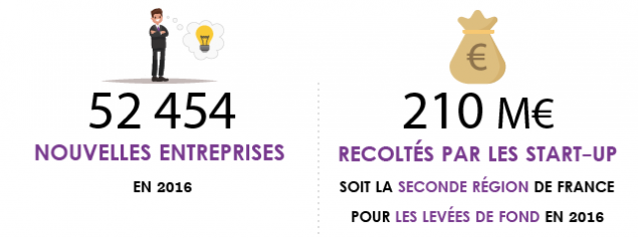 52 454
NOUVELLES ENTREPRISES
EN 2016
€
210 M€
RECOLTÉS PAR LES START-UP
SOIT LA SECONDE RÉGION DE FRANCE
POUR LES LEVÉES DE FOND EN 2016